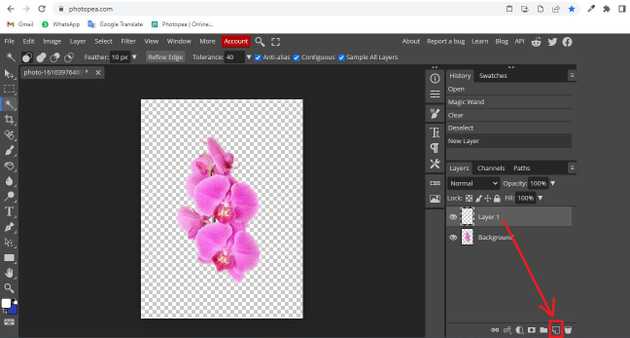 photopea.com
Gmail WhatsApp Google Translate Photopea | Online...
File Edit Image Layer Select Filter View Window More Account About Report a bug Learn Blog API
Feather: 10 px Refine Edge Tolerance: 40 Anti-alias Contiguous Sample All Layers
History Swatches
Open
Magic Wand
Clear
Deselect
New Layer
Layers Channels Paths
Normal Opacity: 100%
Lock: Fill: 100%
Layer 1
Background